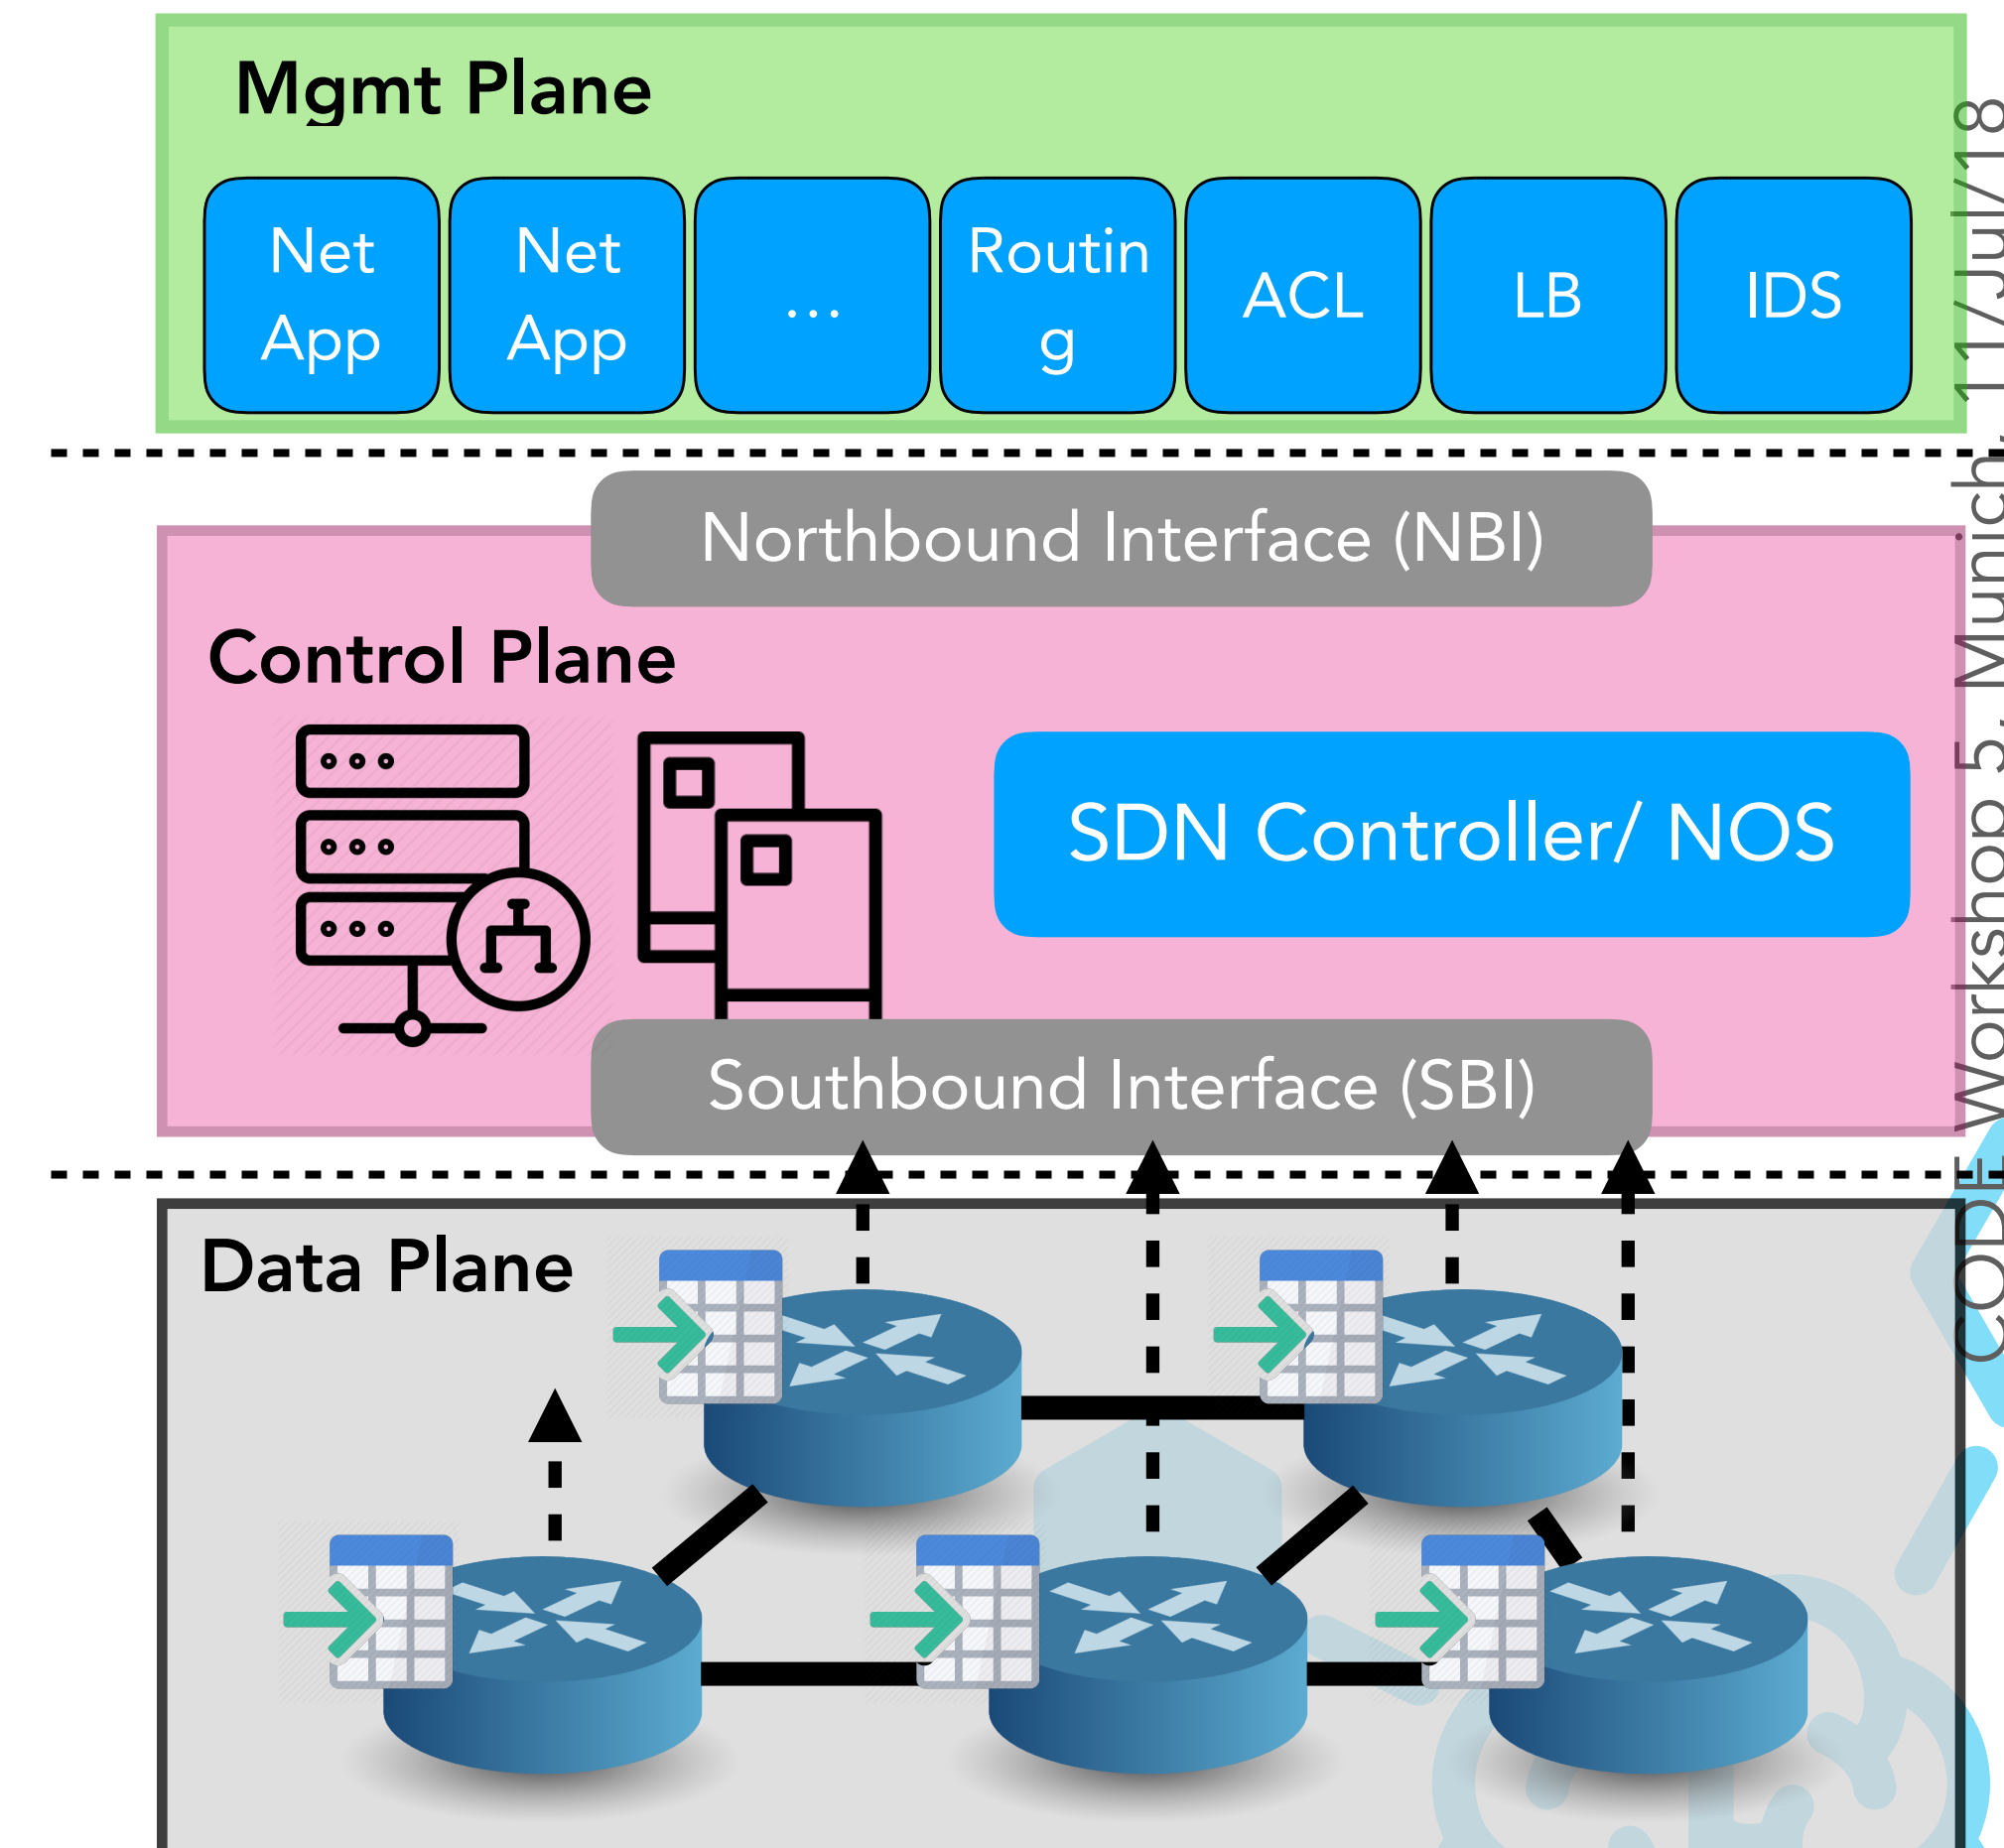 Mgmt Plane
Net
App
Net
App
...
Routin
g
ACL
LB
IDS
Northbound Interface (NBI)
Control Plane
SDN Controller/ NOS
Southbound Interface (SBI)
Data Plane
CODE Workshop 5, Munich, 11/Jul/18